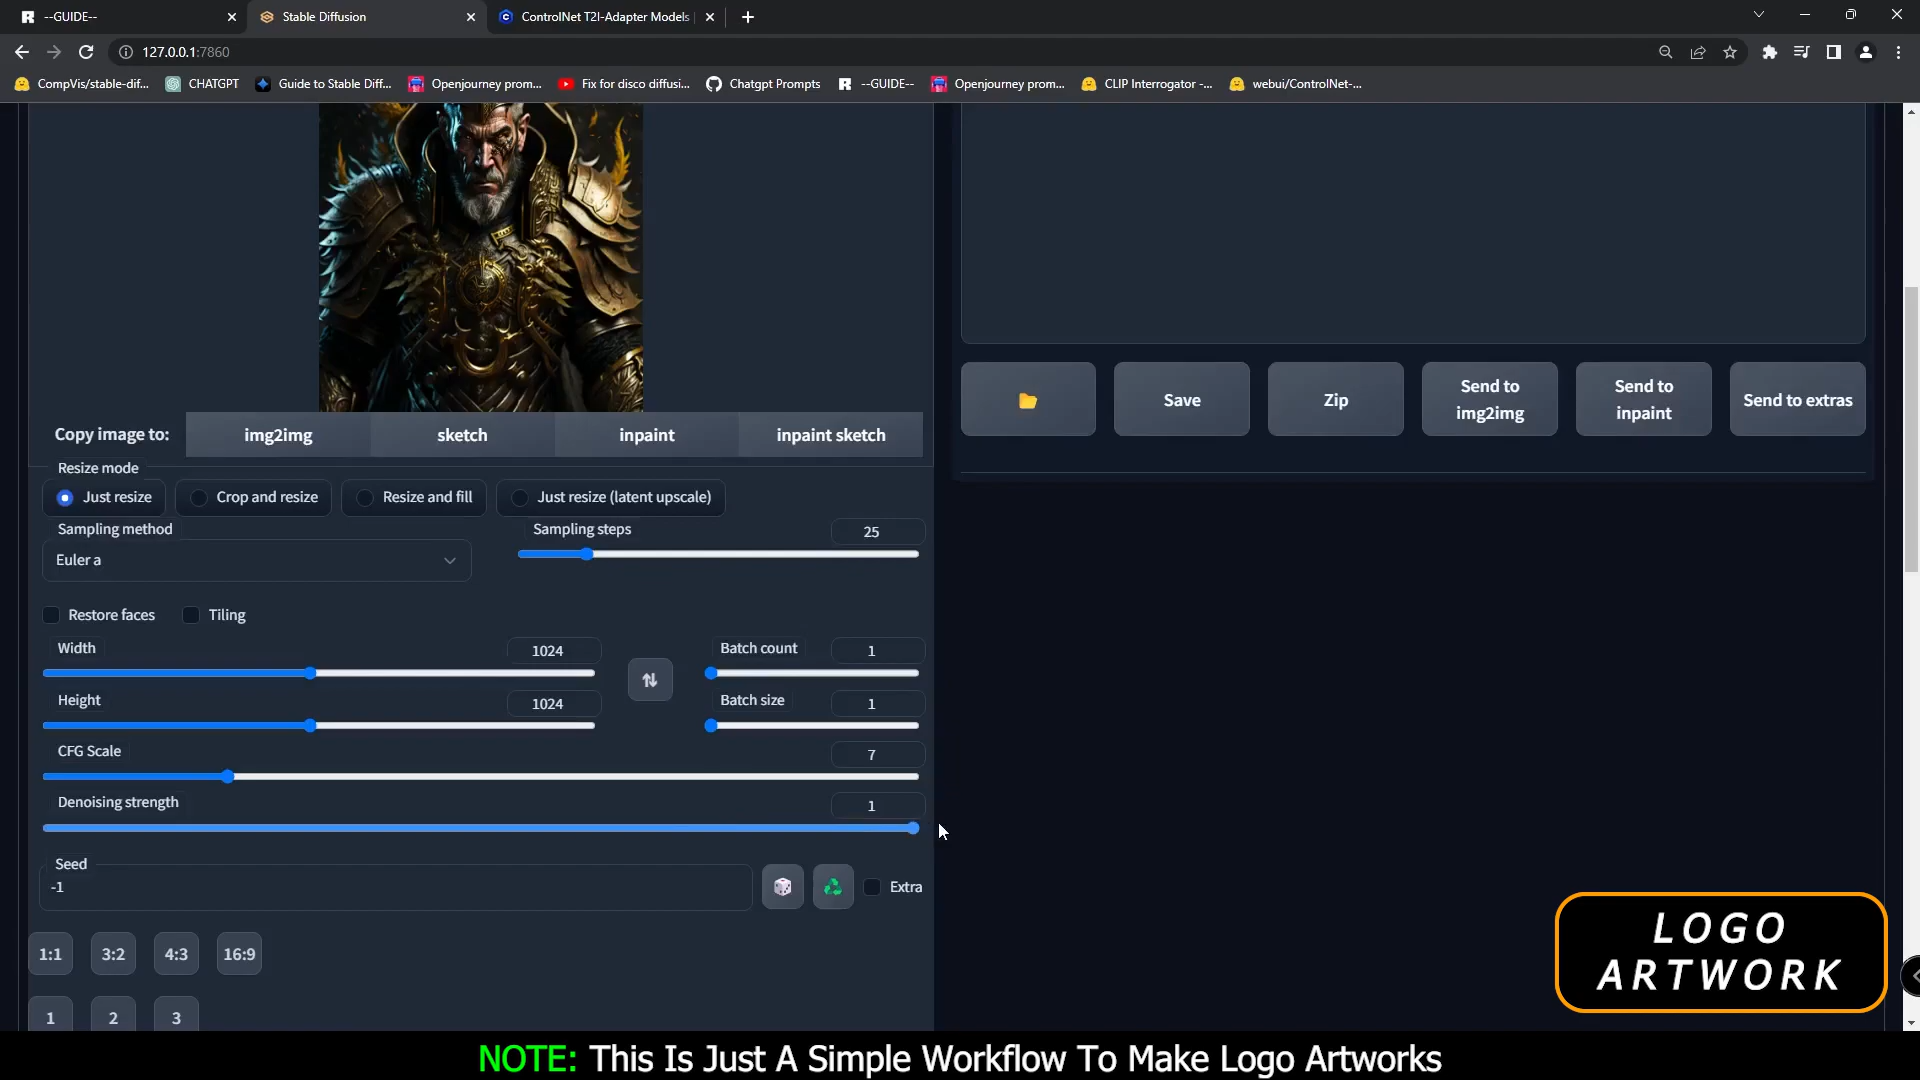 --GUIDE--
Stable Diffusion
ControlNet T2I-Adapter Models
127.0.0.1:7860
CompVis/stable-dif...
CHATGPT
Guide to Stable Diff...
Openjourney prom...
Fix for disco diffusi...
Chatgpt Prompts
--GUIDE--
Openjourney prom...
CLIP Interrogator -...
webui/ControlNet-...
Save
Zip
Send to
img2img
Send to
inpaint
Send to extras
Copy image to:
img2img
sketch
inpaint
inpaint sketch
Resize mode
Just resize
Crop and resize
Resize and fill
Just resize (latent upscale)
Sampling method
Sampling steps
25
Euler a
Restore faces
Tiling
Width
1024
Batch count
1
Height
1024
Batch size
1
CFG Scale
7
Denoising strength
1
Seed
-1
Extra
1:1
3:2
4:3
16:9
1
2
3
LOGO
ARTWORK
NOTE: This Is Just A Simple Workflow To Make Logo Artworks